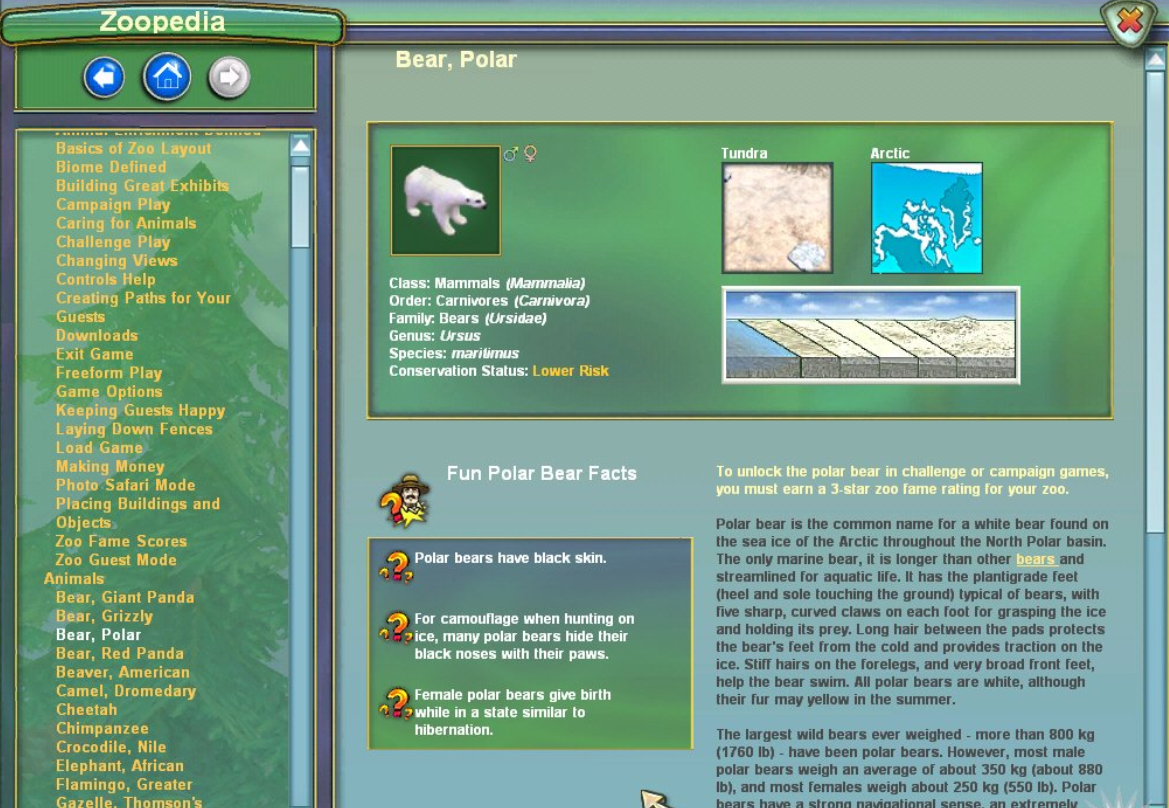 Zoopedia
Animal Enrichment Defined
Basics of Zoo Layout
Biome Defined
Building Great Exhibits
Campaign Play
Caring for Animals
Challenge Play
Changing Views
Controls Help
Creating Paths for Your
Guests
Downloads
Exit Game
Freeform Play
Game Options
Keeping Guests Happy
Laying Down Fences
Load Game
Making Money
Photo Safari Mode
Placing Buildings and
Objects
Zoo Fame Scores
Zoo Guest Mode
Animals
Bear, Giant Panda
Bear, Grizzly
Bear, Polar
Bear, Red Panda
Beaver, American
Camel, Dromedary
Cheetah
Chimpanzee
Crocodile, Nile
Elephant, African
Flamingo, Greater
Gazelle, Thomson's
Bear, Polar
Tundra
Arctic
Class: Mammals (Mammalia)
Order: Carnivores (Carnivora)
Family: Bears (Ursidae)
Genus: Ursus
Species: maritimus
Conservation Status: Lower Risk
Fun Polar Bear Facts
Polar bears have black skin.
For camouflage when hunting on
ice, many polar bears hide their
black noses with their paws.
Female polar bears give birth
while in a state similar to
hibernation.
To unlock the polar bear in challenge or campaign games,
you must earn a 3-star zoo fame rating for your zoo.
Polar bear is the common name for a white bear found on
the sea ice of the Arctic throughout the North Polar basin.
The only marine bear, it is longer than other bears and
streamlined for aquatic life. It has the plantigrade feet
(heel and sole touching the ground) typical of bears, with
five sharp, curved claws on each foot for grasping the ice
and holding its prey. Long hair between the pads protects
the bear's feet from the cold and provides traction on the
ice. Stiff hairs on the forelegs, and very broad front feet,
help the bear swim. All polar bears are white, although
their fur may yellow in the summer.
The largest wild bears ever weighed - more than 800 kg
(1760 lb) - have been polar bears. However, most male
polar bears weigh an average of about 350 kg (about 880
lb), and most females weigh about 250 kg (550 lb). Polar
bears have a strong navigational sense, an extremely